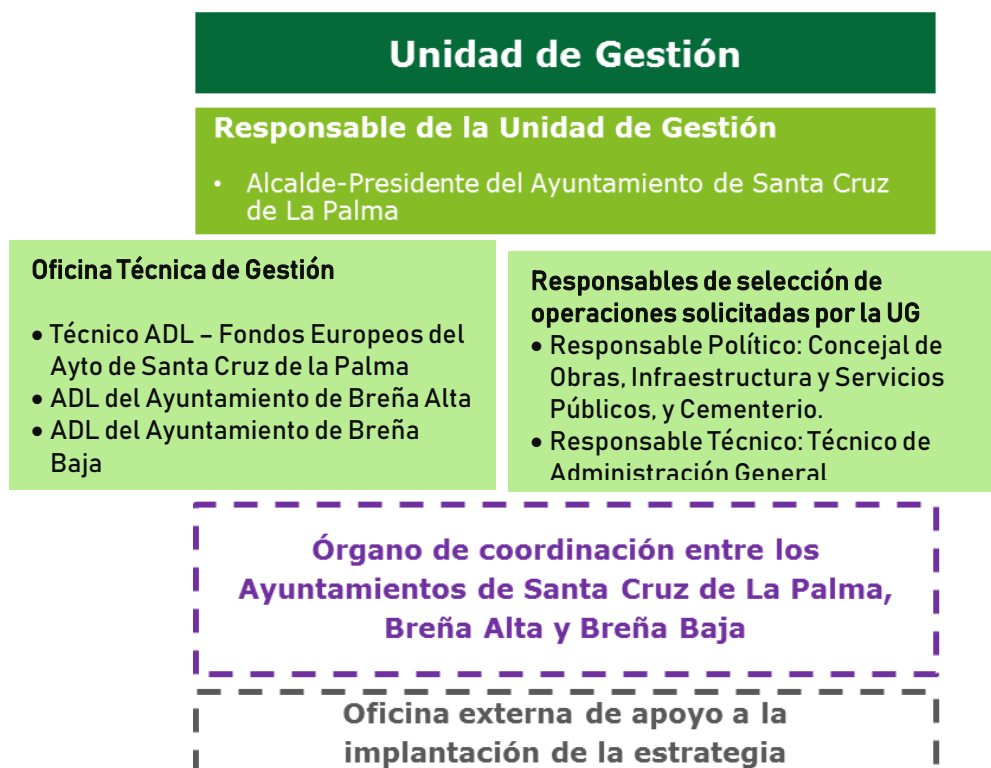 Unidad de Gestión
Responsable de la Unidad de Gestión
• Alcalde-Presidente del Ayuntamiento de Santa Cruz
de La Palma
Oficina Técnica de Gestión
• Técnico ADL – Fondos Europeos del
Ayto de Santa Cruz de la Palma
• ADL del Ayuntamiento de Breña Alta
• ADL del Ayuntamiento de Breña
Baja
Responsables de selección de
operaciones solicitadas por la UG
• Responsable Político: Concejal de
Obras, Infraestructura y Servicios
Públicos, y Cementerio.
• Responsable Técnico: Técnico de
Administración General
Órgano de coordinación entre los
Ayuntamientos de Santa Cruz de La Palma,
Breña Alta y Breña Baja
Oficina externa de apoyo a la
implantación de la estrategia